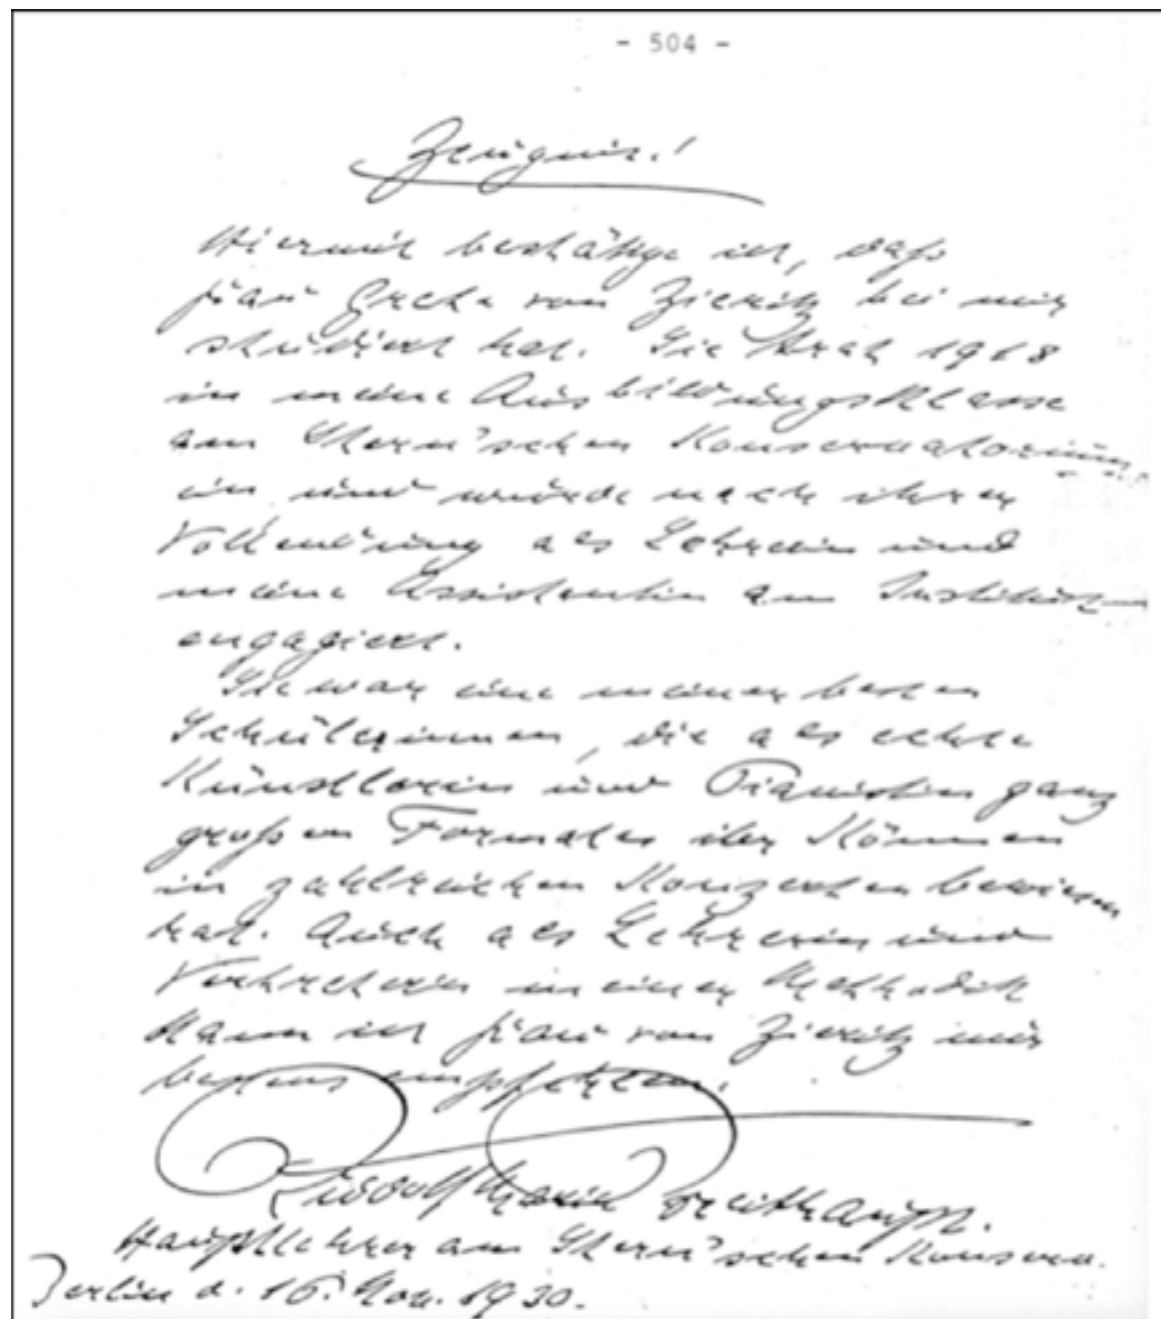 - 504 -
Zeugnis!
Hiermit bestätige ich, daß
Frau Greta von Zieritz bei mir
studiert hat. Sie trat 1918
in meine Ausbildungsklasse
am Stern'schen Konservatorium
ein und wurde nach ihrer
Vollendung als Lehrerin und
meine Assistentin am Institut
engagiert.
Sie war eine meiner besten
Schülerinnen, die als echte
Künstlerin und Pianistin ganz
großen Formates ihr Können
in zahlreichen Konzerten bewiesen
hat. Auch als Lehrerin und
Vertreterin meiner Methodik
kann ich Frau von Zieritz nur
bestens empfehlen.
Rudolf Maria Breithaupt.
Hauptlehrer am Stern'schen Konserv.
Berlin d. 16. Nov. 1930.